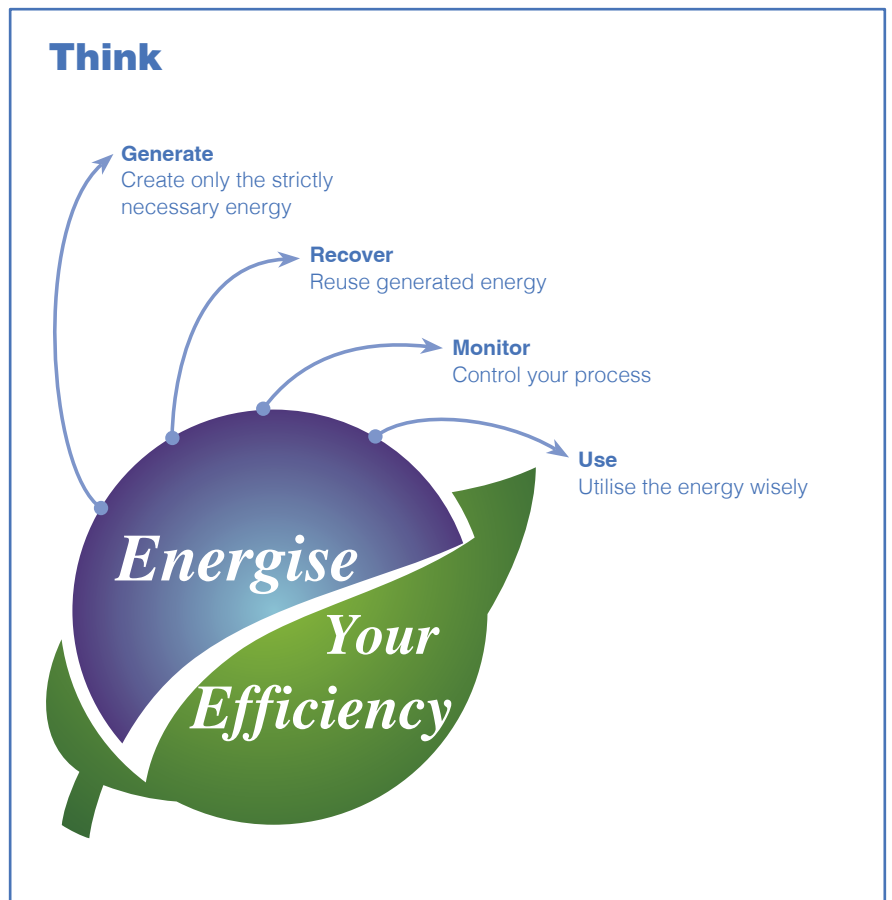 Think
Generate
Create only the strictly
necessary energy
Recover
Reuse generated energy
Monitor
Control your process
Use
Utilise the energy wisely
Energise
Your
Efficiency